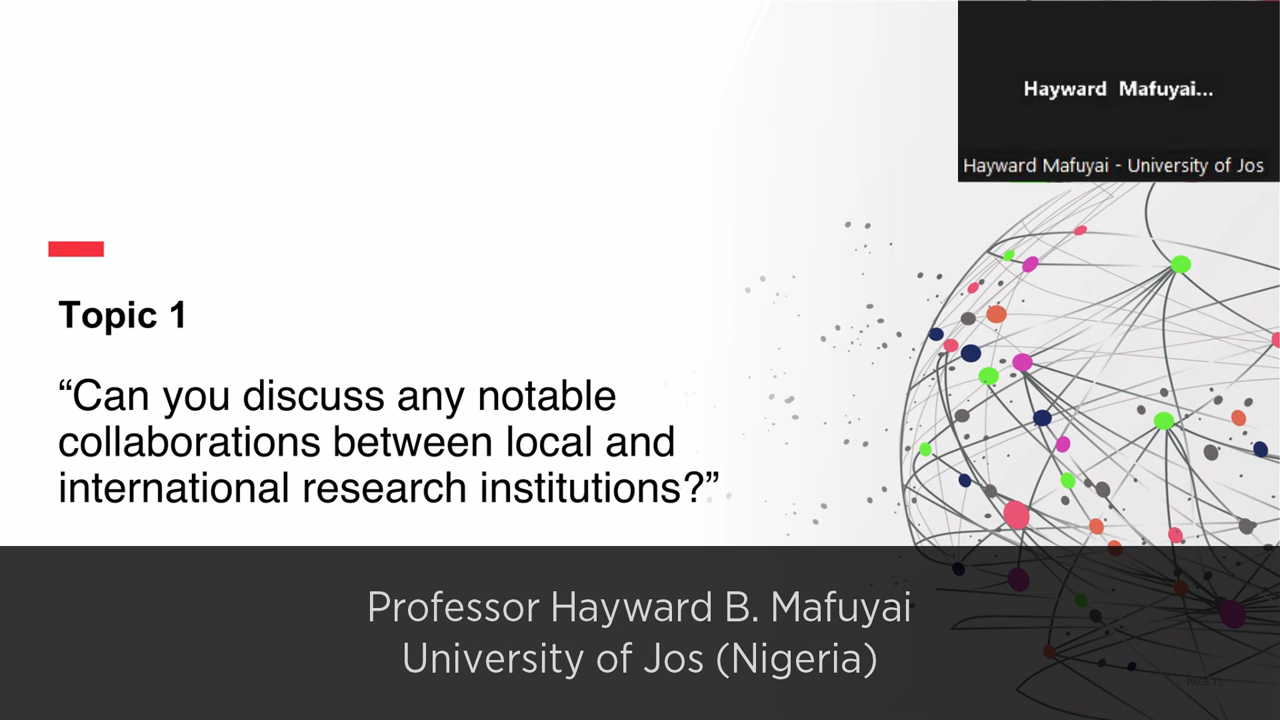 Hayward Mafuyai...
Hayward Mafuyai - University of Jos
Topic 1
“Can you discuss any notable
collaborations between local and
international research institutions?”
Professor Hayward B. Mafuyai
University of Jos (Nigeria)